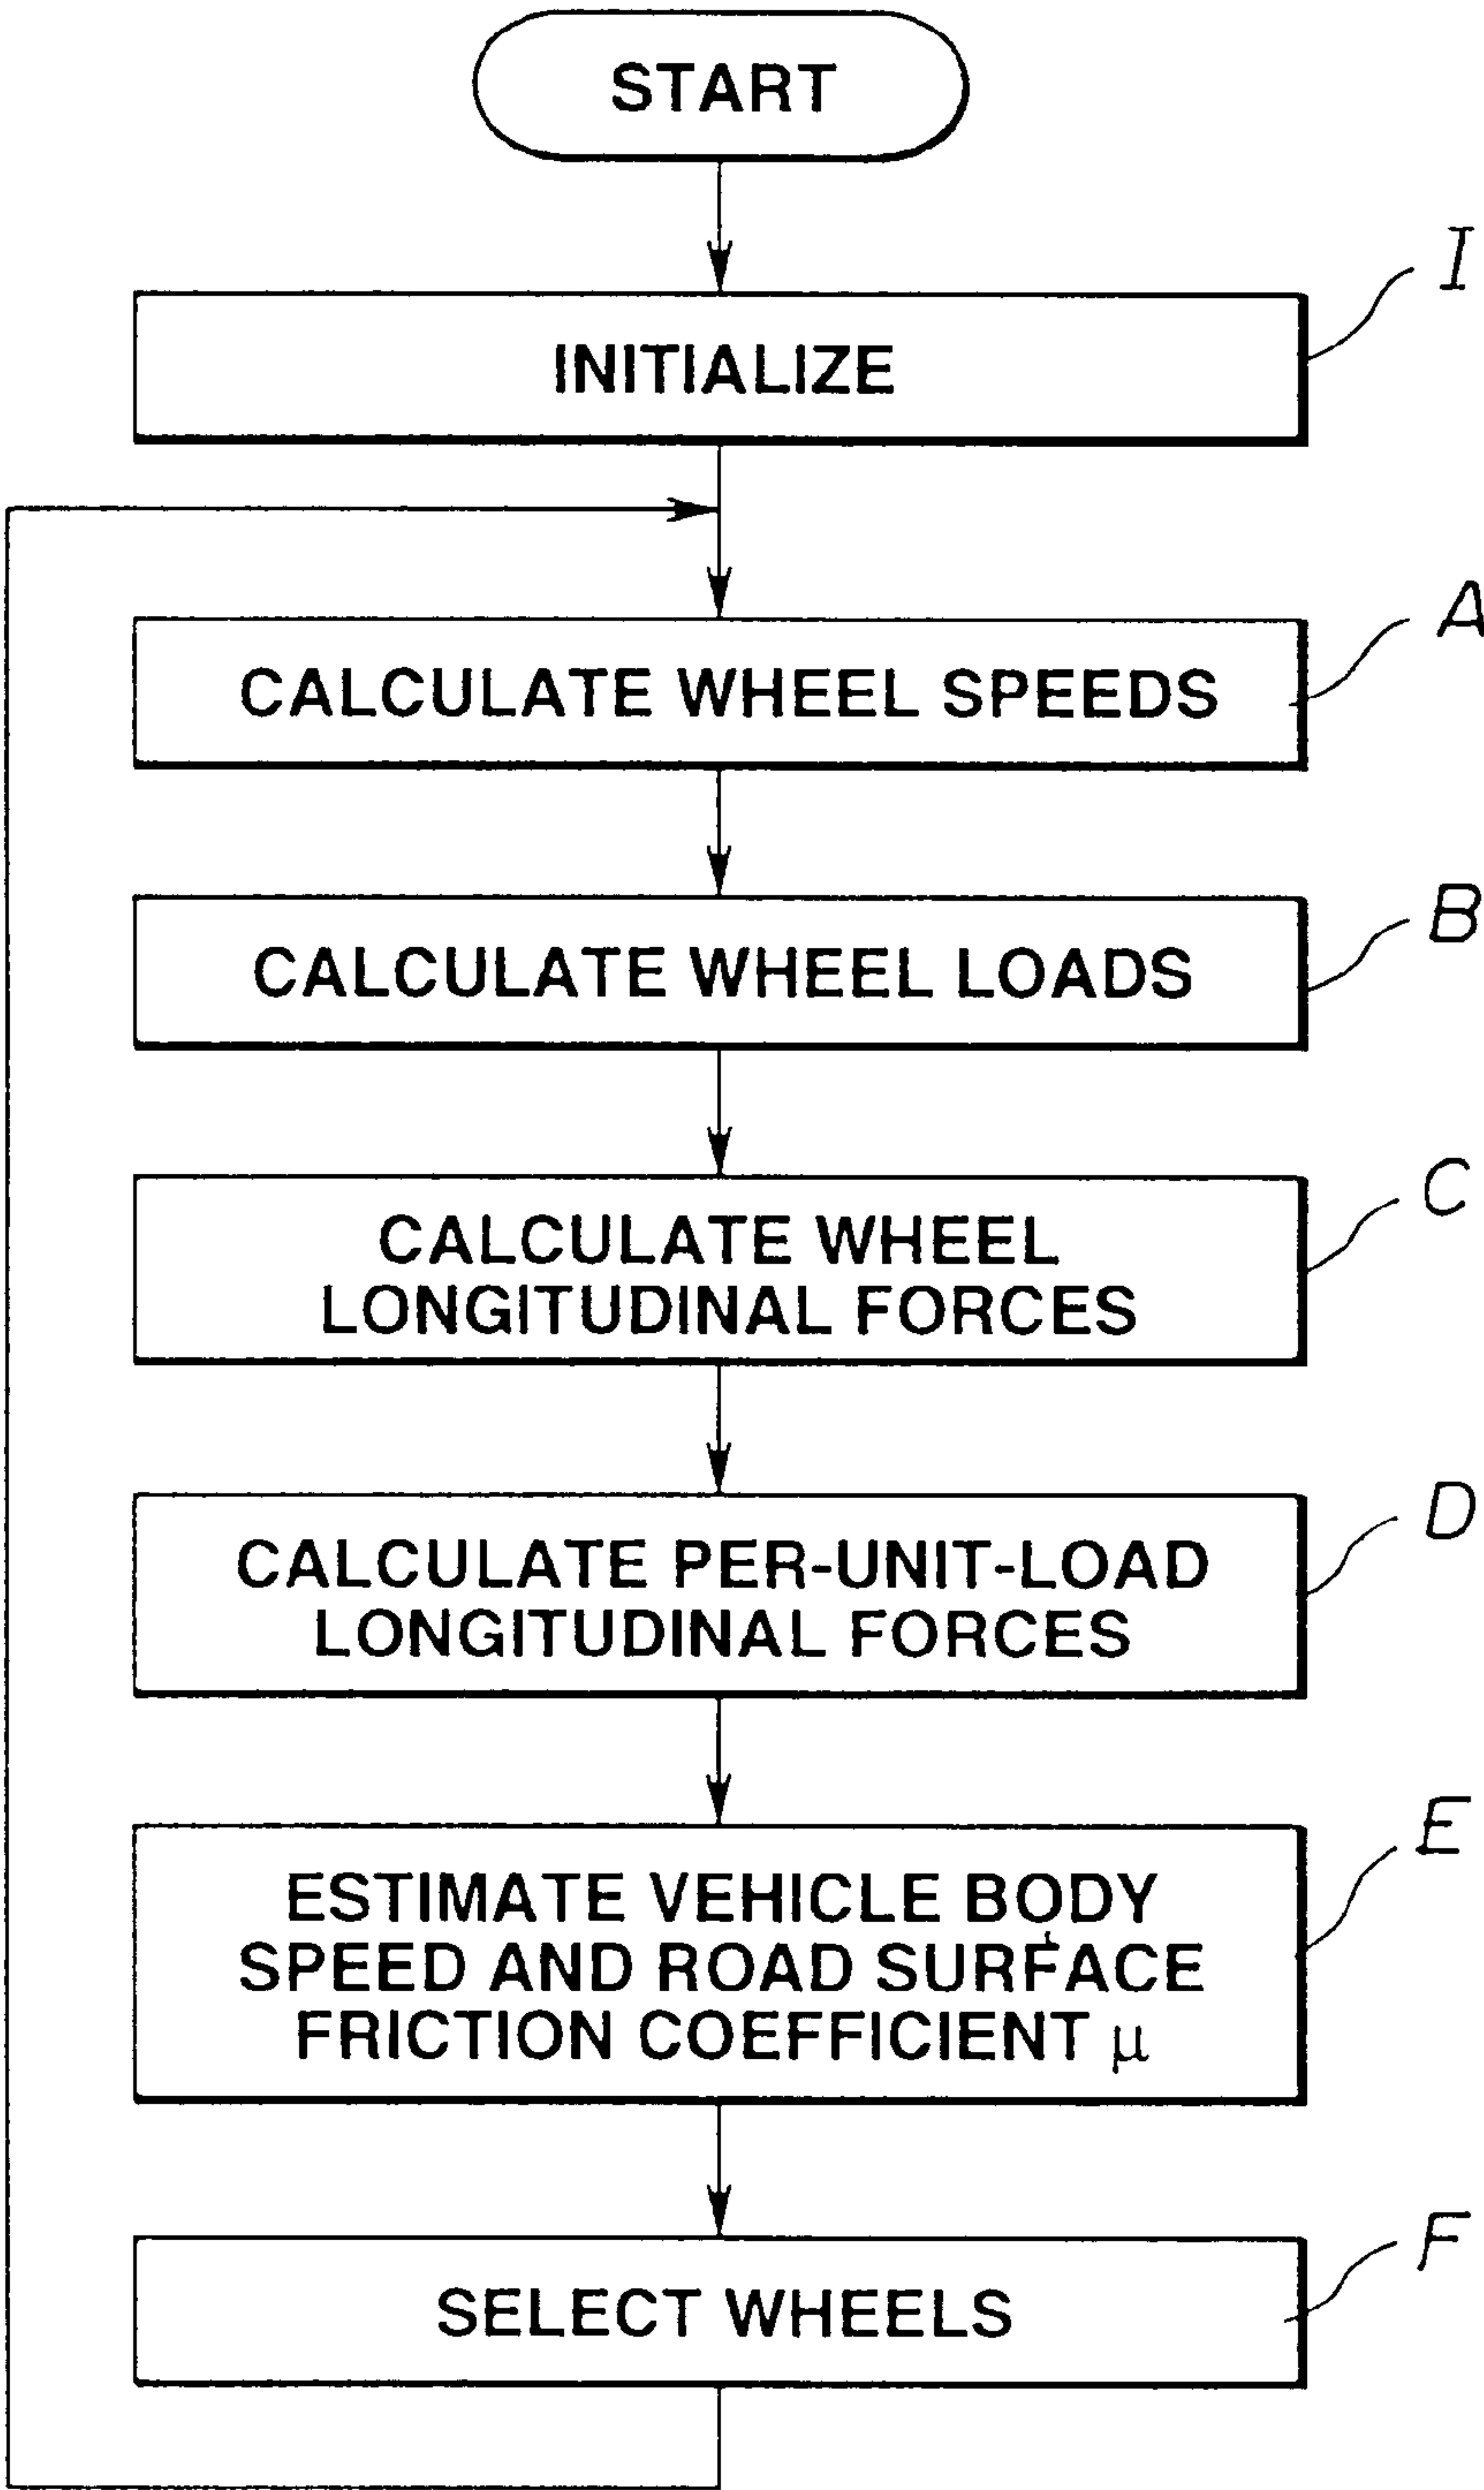 START
I
INITIALIZE
A
CALCULATE WHEEL SPEEDS
B
CALCULATE WHEEL LOADS
C
CALCULATE WHEEL
LONGITUDINAL FORCES
D
CALCULATE PER-UNIT-LOAD
LONGITUDINAL FORCES
E
ESTIMATE VEHICLE BODY
SPEED AND ROAD SURFACE
FRICTION COEFFICIENT μ
F
SELECT WHEELS